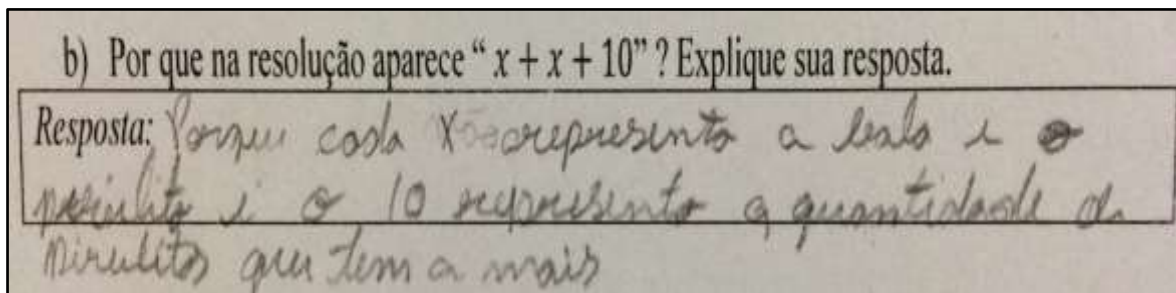 b) Por que na resolução aparece “ x + x + 10” ? Explique sua resposta.
Resposta: Porque cada x representa a bala e o
pirulito e o 10 representa a quantidade de
pirulitos que tem a mais